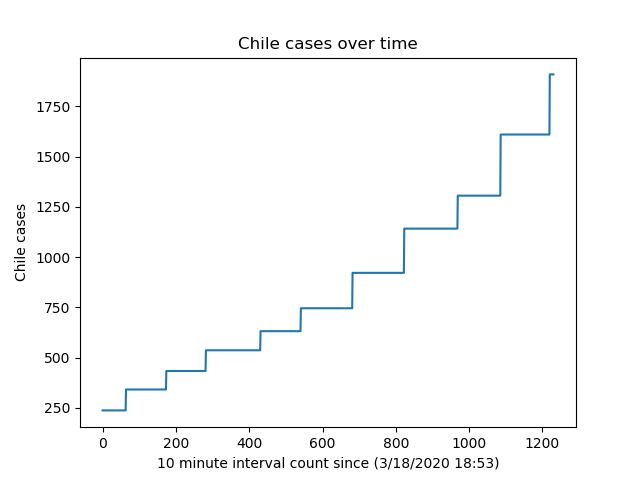 Chile cases over time
Chile cases
1750
1500
1250
1000
750
500
250
0 200 400 600 800 1000 1200
10 minute interval count since (3/18/2020 18:53)